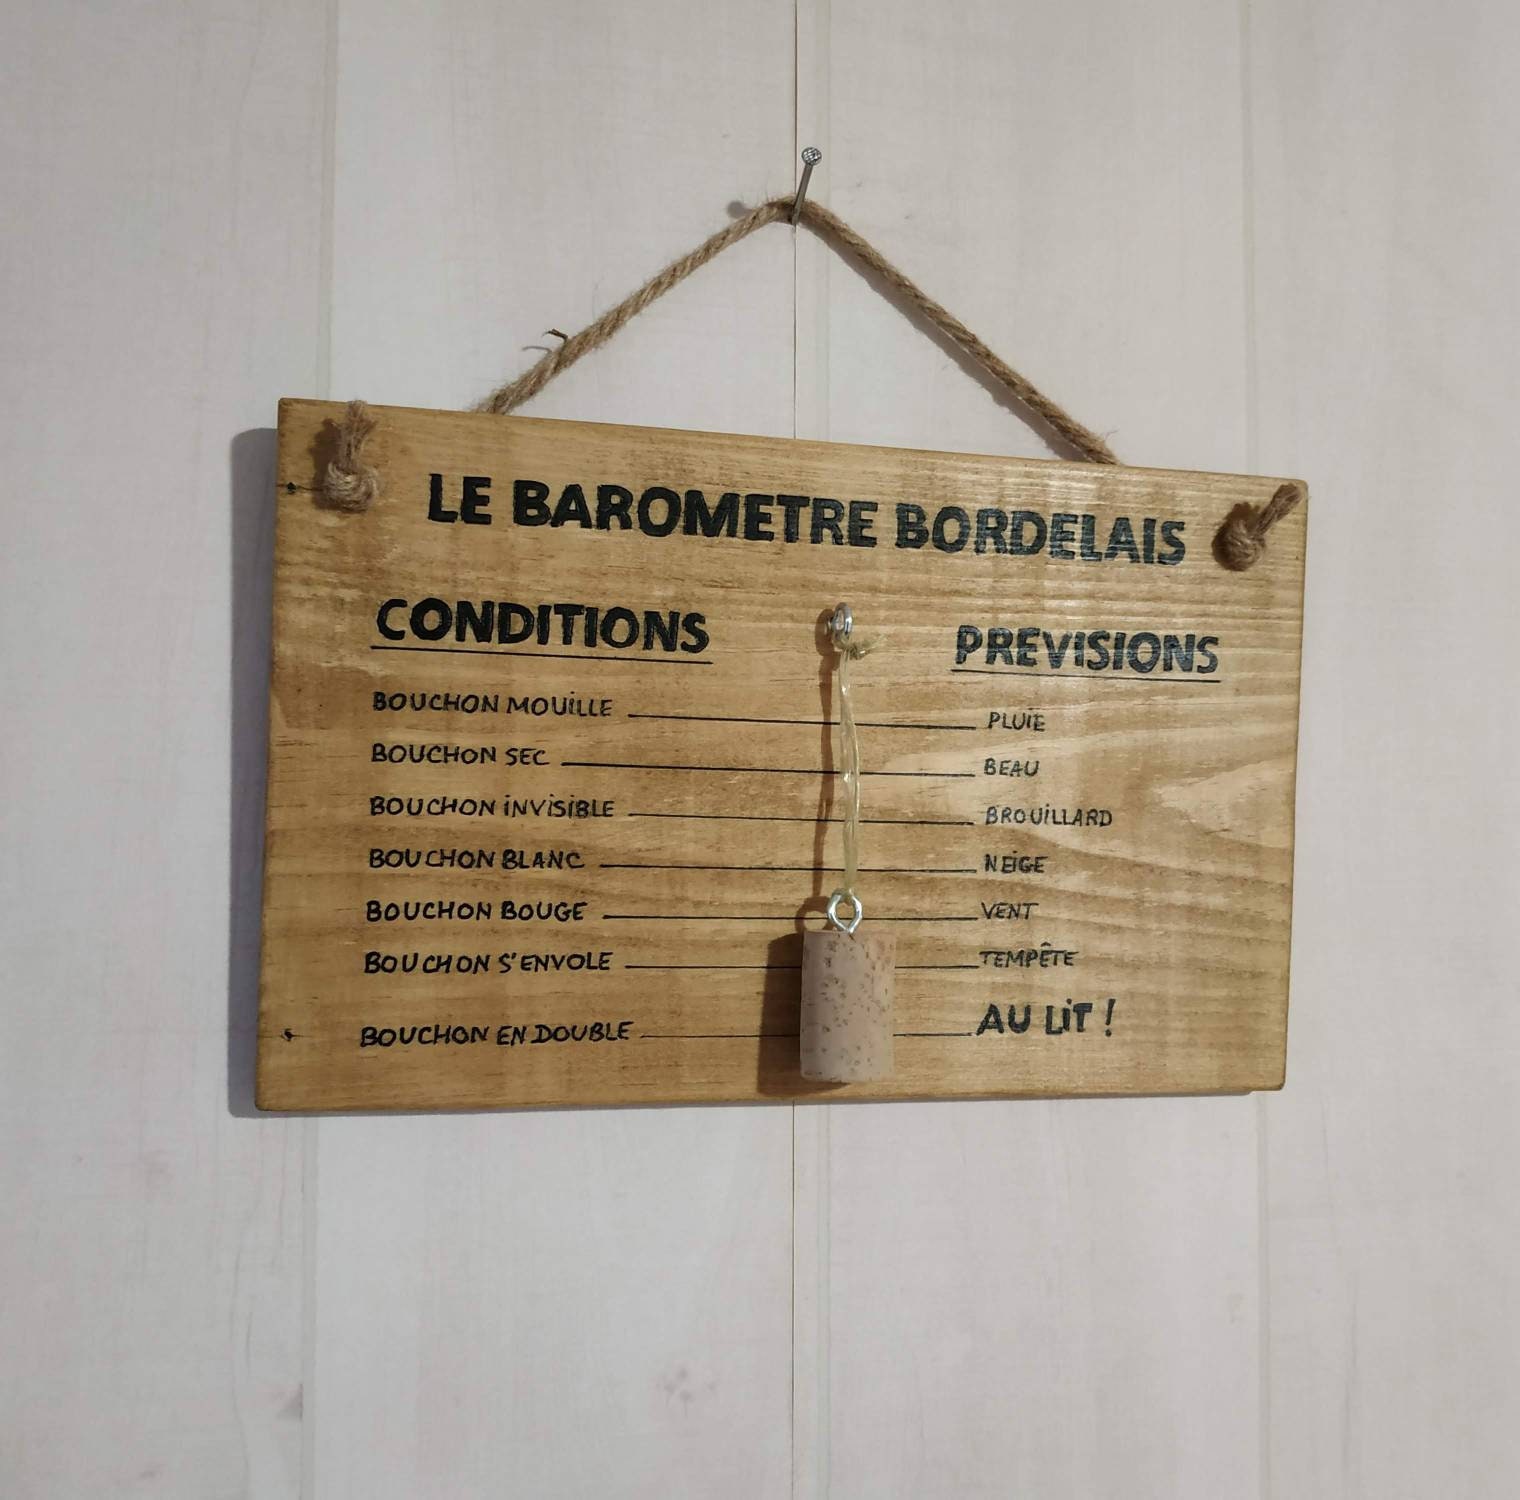 LE BAROMETRE BORDELAIS
CONDITIONS PREVISIONS
BOUCHON MOUILLE PLUIE
BOUCHON SEC BEAU
BOUCHON INVISIBLE BROUILLARD
BOUCHON BLANC NEIGE
BOUCHON BOUGE VENT
BOUCHON S'ENVOLE TEMPÊTE
BOUCHON EN DOUBLE AU LIT !